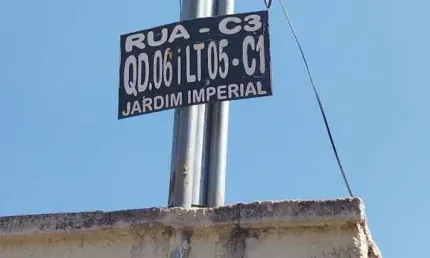 RUA - C3
QD.06 i LT 05 - C1
JARDIM IMPERIAL